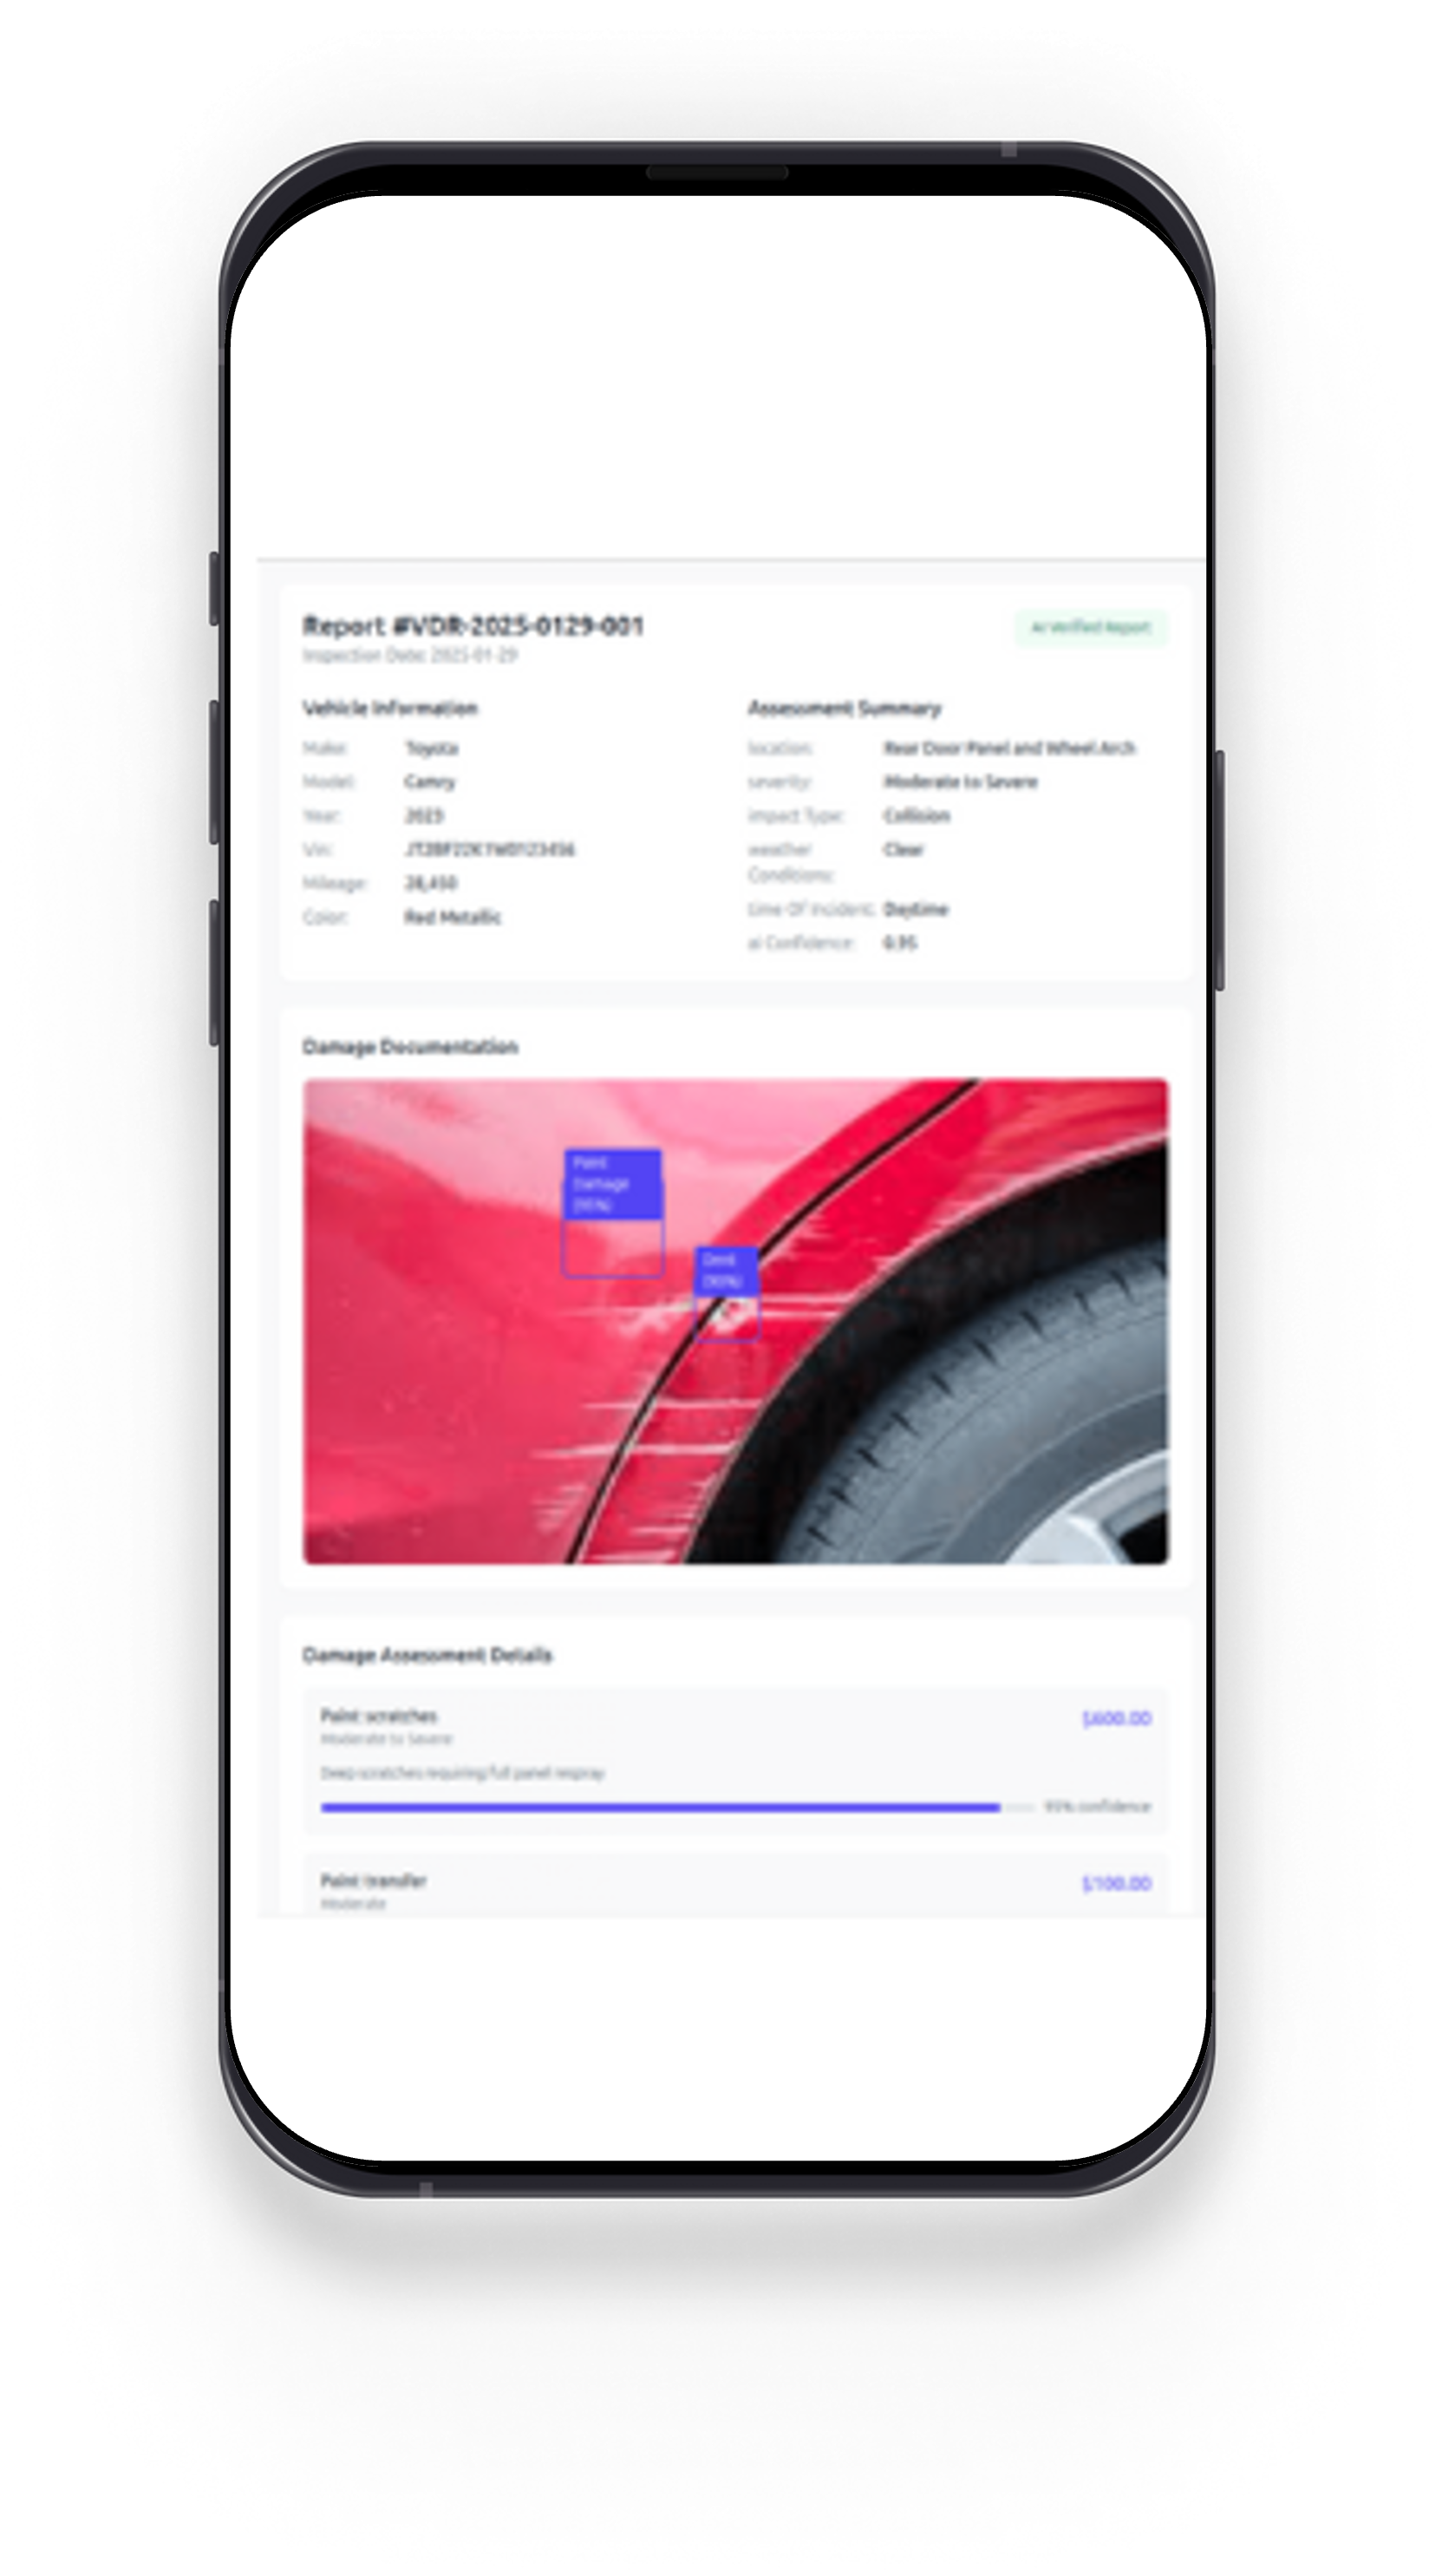 Report #VDR-2025-0129-001
AI Verified Report
Inspection Date: 2025-01-29
Vehicle Information
Assessment Summary
Make: Toyota
location: Rear Door Panel and Wheel Arch
Model: Camry
severity: Moderate to Severe
Year: 2023
impact Type: Collision
Vin:
weather Conditions: Clear
Mileage: 28,450
time Of Incident: Daytime
Color: Red Metallic
ai Confidence: 0.95
Damage Documentation
Paint
Damage
(95%)
Dent
(90%)
Damage Assessment Details
Paint scratches
$600.00
Moderate to Severe
Deep scratches requiring full panel respray
95% confidence
Paint transfer
$100.00
Moderate